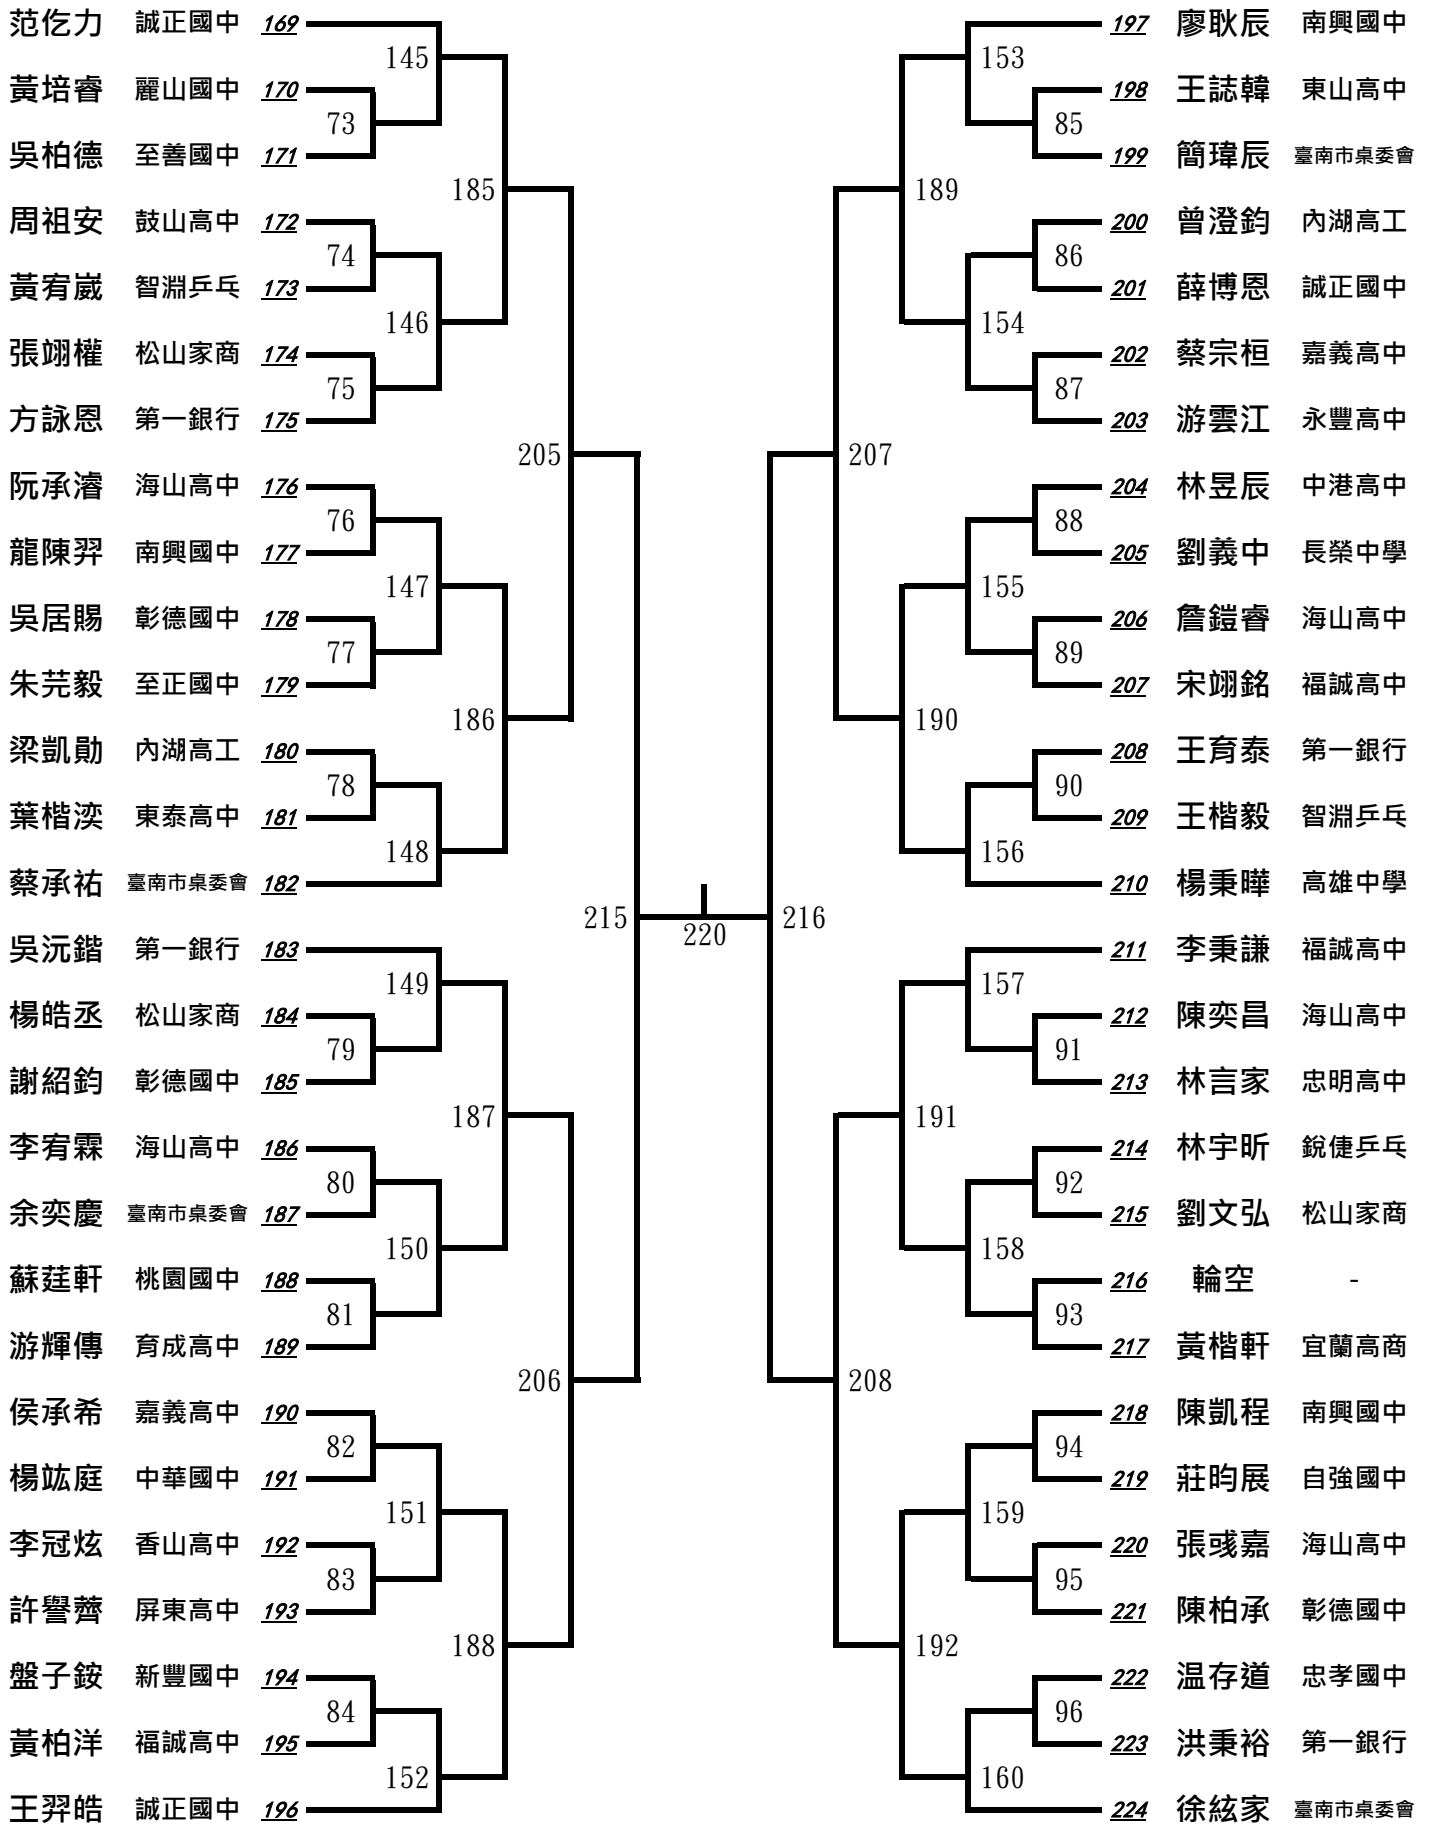 范仡力 誠正國中 169
145
黃培睿 麗山國中 170
73
吳柏德 至善國中 171
185
周祖安 鼓山高中 172
74
黃宥崴 智淵乒乓 173
146
張翊權 松山家商 174
75
方詠恩 第一銀行 175
205
阮承濬 海山高中 176
76
龍陳羿 南興國中 177
147
吳居賜 彰德國中 178
77
朱芫毅 至正國中 179
186
梁凱勛 內湖高工 180
78
葉楷湙 東泰高中 181
148
蔡承祐 臺南市桌委會 182
215
吳沅鍇 第一銀行 183
149
楊皓丞 松山家商 184
79
謝紹鈞 彰德國中 185
187
李宥霖 海山高中 186
80
余奕慶 臺南市桌委會 187
150
蘇莛軒 桃園國中 188
81
游輝傳 育成高中 189
206
侯承希 嘉義高中 190
82
楊竑庭 中華國中 191
151
李冠炫 香山高中 192
83
許譽薺 屏東高中 193
188
盤子銨 新豐國中 194
84
黃柏洋 福誠高中 195
152
王羿皓 誠正國中 196
220
197 廖耿辰 南興國中
153
198 王誌韓 東山高中
85
199 簡瑋辰 臺南市桌委會
189
200 曾澄鈞 內湖高工
86
201 薛博恩 誠正國中
154
202 蔡宗桓 嘉義高中
87
203 游雲江 永豐高中
207
204 林昱辰 中港高中
88
205 劉義中 長榮中學
155
206 詹鎧睿 海山高中
89
207 宋翊銘 福誠高中
190
208 王育泰 第一銀行
90
209 王楷毅 智淵乒乓
156
210 楊秉曄 高雄中學
216
211 李秉謙 福誠高中
157
212 陳奕昌 海山高中
91
213 林言家 忠明高中
191
214 林宇昕 銳倢乒乓
92
215 劉文弘 松山家商
158
216 輪空 -
93
217 黃楷軒 宜蘭高商
208
218 陳凱程 南興國中
94
219 莊昀展 自強國中
159
220 張彧嘉 海山高中
95
221 陳柏承 彰德國中
192
222 温存道 忠孝國中
96
223 洪秉裕 第一銀行
160
224 徐絃家 臺南市桌委會